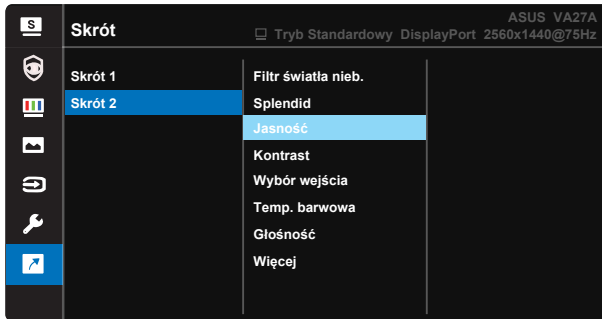 S
Skrót
ASUS VA27A
Tryb Standardowy DisplayPort 2560x1440@75Hz
Skrót 1
Skrót 2
Filtr światła nieb.
Splendid
Jasność
Kontrast
Wybór wejścia
Temp. barwowa
Głośność
Więcej